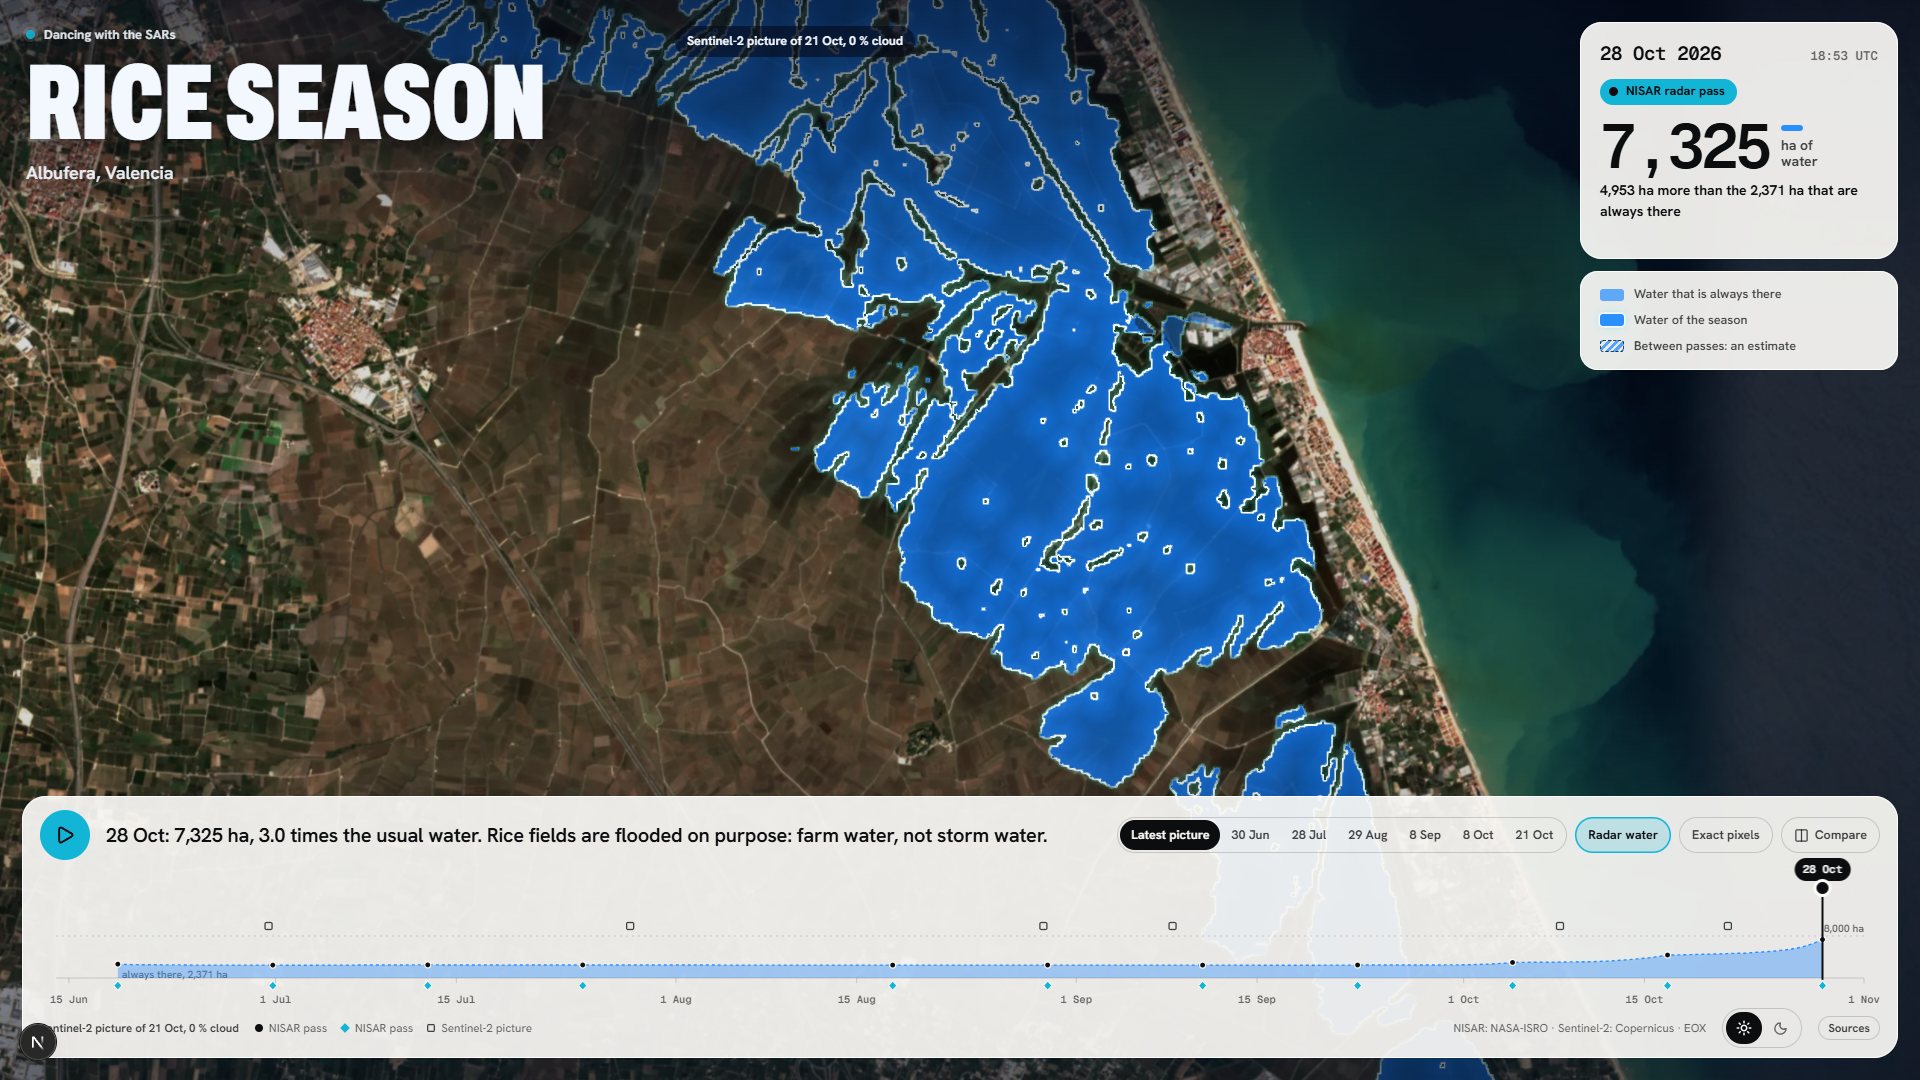 Dancing with the SARs
RICE SEASON
Albufera, Valencia
Sentinel-2 picture of 21 Oct, 0 % cloud
28 Oct 2026
18:53 UTC
NISAR radar pass
7,325
ha of
water
4,953 ha more than the 2,371 ha that are
always there
Water that is always there
Water of the season
Between passes: an estimate
28 Oct: 7,325 ha, 3.0 times the usual water. Rice fields are flooded on purpose: farm water, not storm water.
Latest picture
30 Jun
28 Jul
29 Aug
8 Sep
8 Oct
21 Oct
Radar water
Exact pixels
Compare
28 Oct
8,000 ha
always there, 2,371 ha
15 Jun
1 Jul
15 Jul
1 Aug
15 Aug
1 Sep
15 Sep
1 Oct
15 Oct
1 Nov
N
ntinel-2 picture of 21 Oct, 0 % cloud
NISAR pass
NISAR pass
Sentinel-2 picture
NISAR: NASA-ISRO · Sentinel-2: Copernicus · EOX
Sources